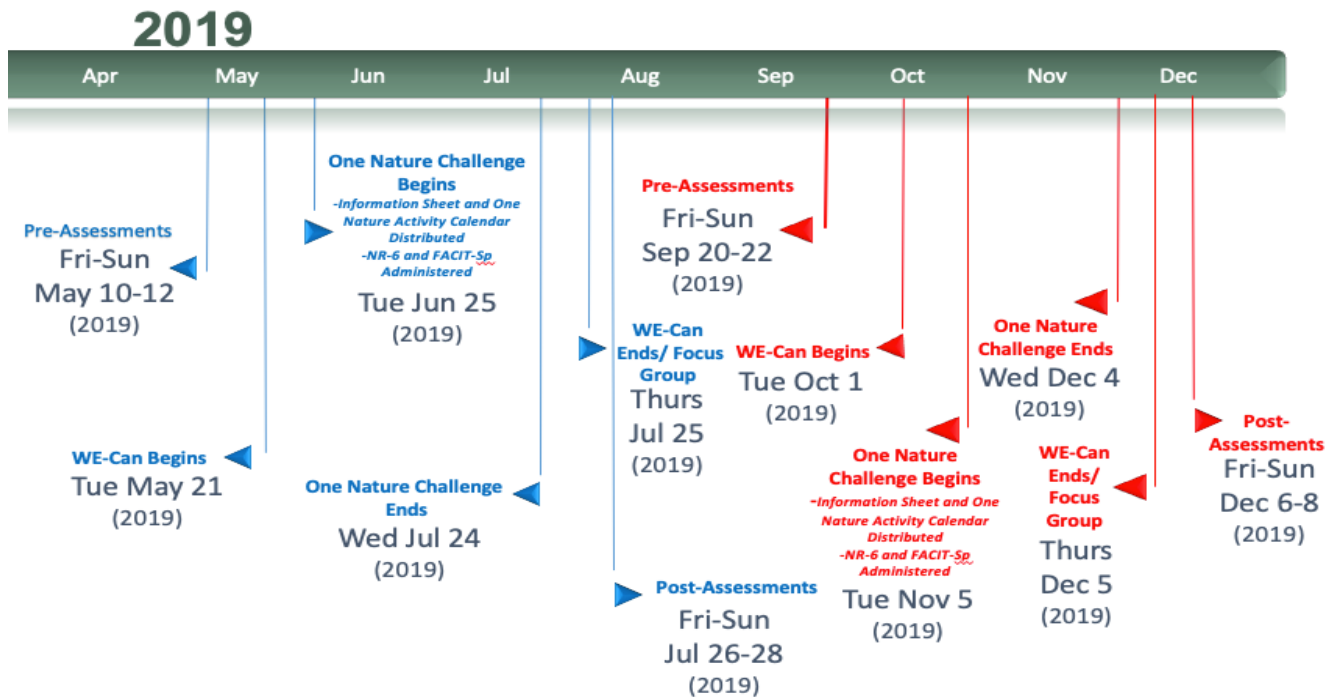 2019
Apr May Jun Jul Aug Sep Oct Nov Dec
Pre-Assessments
Fri-Sun
May 10-12
(2019)
WE-Can Begins
Tue May 21
(2019)
One Nature Challenge
Begins
-Information Sheet and One
Nature Activity Calendar
Distributed
-NR-6 and FACIT-Sp
Administered
Tue Jun 25
(2019)
One Nature Challenge
Ends
Wed Jul 24
(2019)
WE-Can
Ends/ Focus
Group
Thurs
Jul 25
(2019)
Post-Assessments
Fri-Sun
Jul 26-28
(2019)
Pre-Assessments
Fri-Sun
Sep 20-22
(2019)
WE-Can Begins
Tue Oct 1
(2019)
One Nature
Challenge Begins
-Information Sheet and One
Nature Activity Calendar
Distributed
-NR-6 and FACIT-Sp
Administered
Tue Nov 5
(2019)
One Nature
Challenge Ends
Wed Dec 4
(2019)
WE-Can
Ends/
Focus
Group
Thurs
Dec 5
(2019)
Post-
Assessments
Fri-Sun
Dec 6-8
(2019)